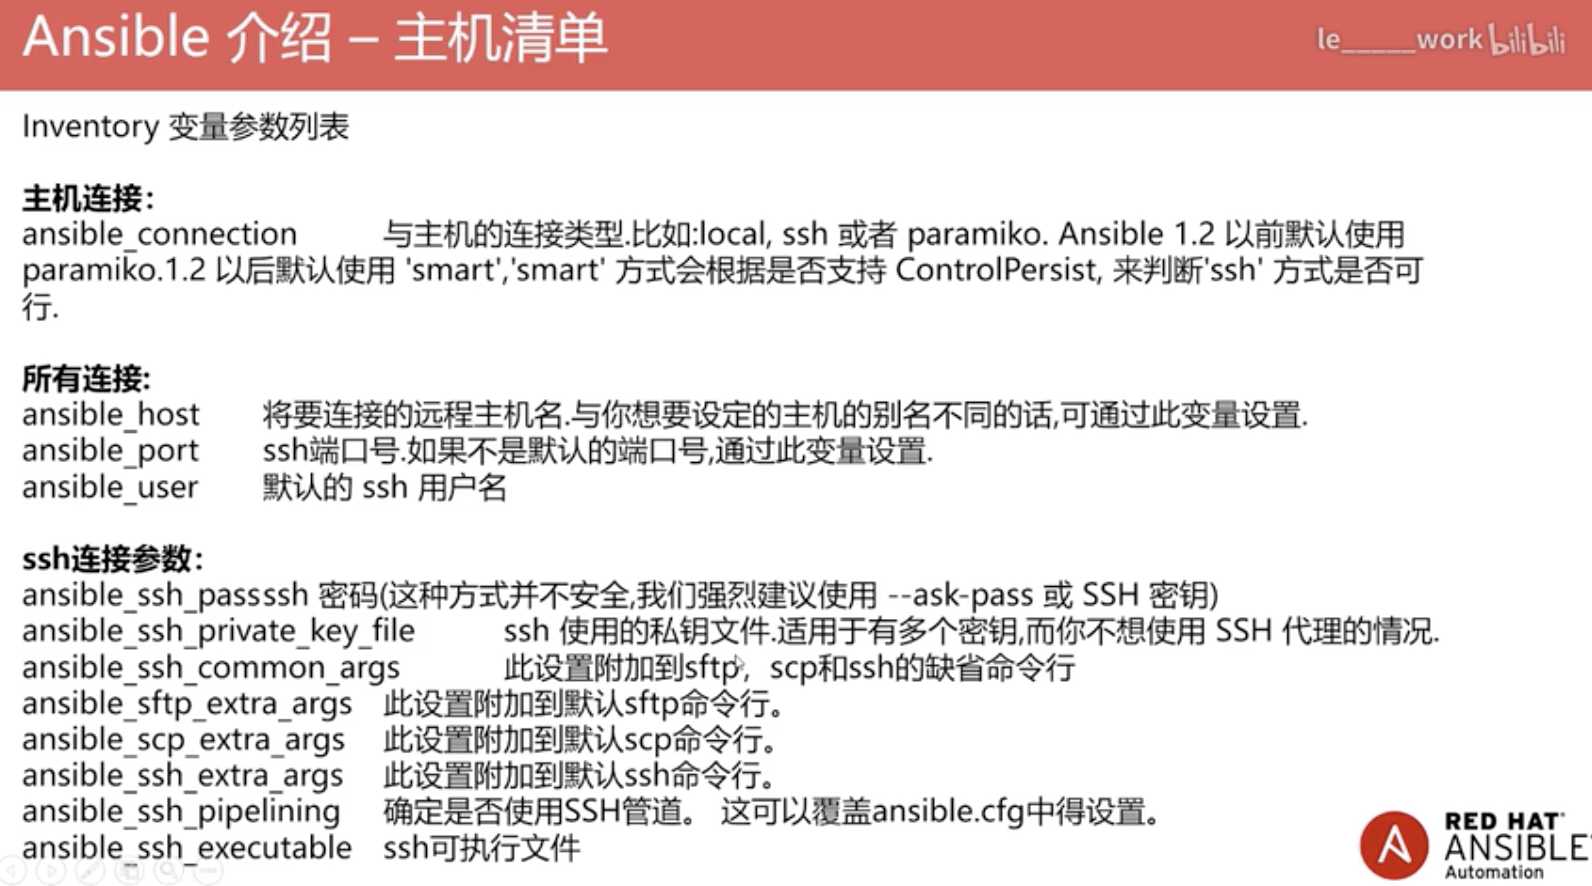 Ansible 介绍 – 主机清单
le_____work bilibili
Inventory 变量参数列表
主机连接：
ansible_connection 与主机的连接类型.比如:local, ssh 或者 paramiko. Ansible 1.2 以前默认使用
paramiko.1.2 以后默认使用 'smart','smart' 方式会根据是否支持 ControlPersist, 来判断'ssh' 方式是否可
行.
所有连接:
ansible_host 将要连接的远程主机名.与你想要设定的主机的别名不同的话,可通过此变量设置.
ansible_port ssh端口号.如果不是默认的端口号,通过此变量设置.
ansible_user 默认的 ssh 用户名
ssh连接参数：
ansible_ssh_passssh 密码(这种方式并不安全,我们强烈建议使用 --ask-pass 或 SSH 密钥)
ansible_ssh_private_key_file ssh 使用的私钥文件.适用于有多个密钥,而你不想使用 SSH 代理的情况.
ansible_ssh_common_args 此设置附加到sftp，scp和ssh的缺省命令行
ansible_sftp_extra_args 此设置附加到默认sftp命令行。
ansible_scp_extra_args 此设置附加到默认scp命令行。
ansible_ssh_extra_args 此设置附加到默认ssh命令行。
ansible_ssh_pipelining 确定是否使用SSH管道。 这可以覆盖ansible.cfg中得设置。
ansible_ssh_executable ssh可执行文件
RED HAT
ANSIBLE
Automation